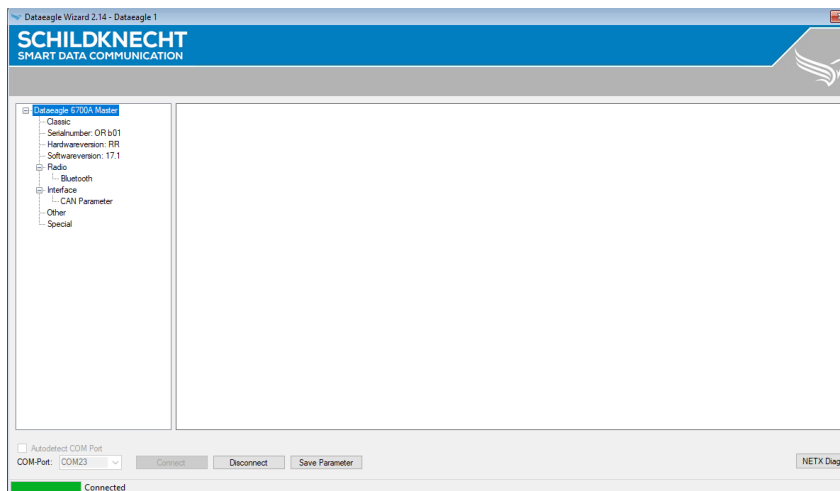 Dataeagle Wizard 2.14 - Dataeagle 1
SCHILDKNECHT
SMART DATA COMMUNICATION
Dataeagle 6700A Master
Classic
Serialnumber: OR b01
Hardwareversion: RR
Softwareversion: 17.1
Radio
Bluetooth
Interface
CAN Parameter
Other
Special
Autodetect COM Port
COM-Port: COM23 Connect Disconnect Save Parameter NETX Diag
Connected